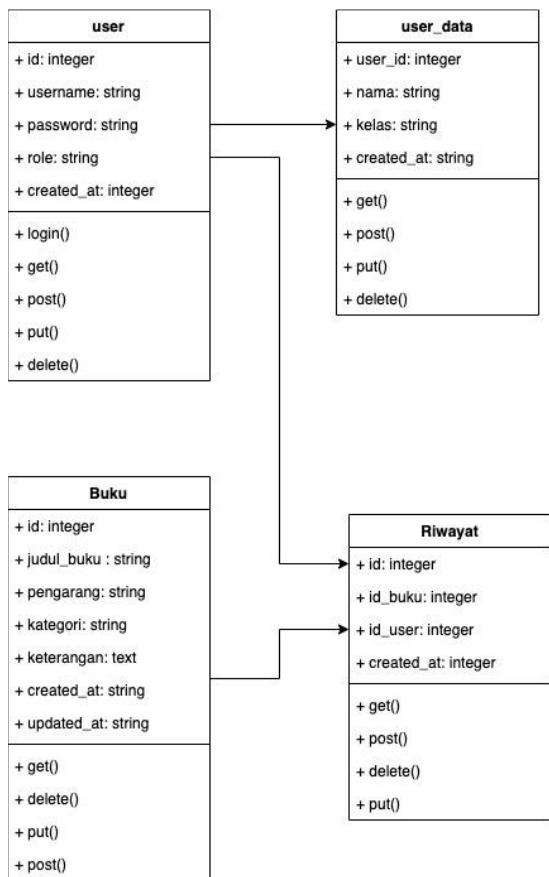 user
+ id: integer
+ username: string
+ password: string
+ role: string
+ created_at: integer
+ login()
+ get()
+ post()
+ put()
+ delete()
user_data
+ user_id: integer
+ nama: string
+ kelas: string
+ created_at: string
+ get()
+ post()
+ put()
+ delete()
Buku
+ id: integer
+ judul_buku : string
+ pengarang: string
+ kategori: string
+ keterangan: text
+ created_at: string
+ updated_at: string
+ get()
+ delete()
+ put()
+ post()
Riwayat
+ id: integer
+ id_buku: integer
+ id_user: integer
+ created_at: integer
+ get()
+ post()
+ delete()
+ put()